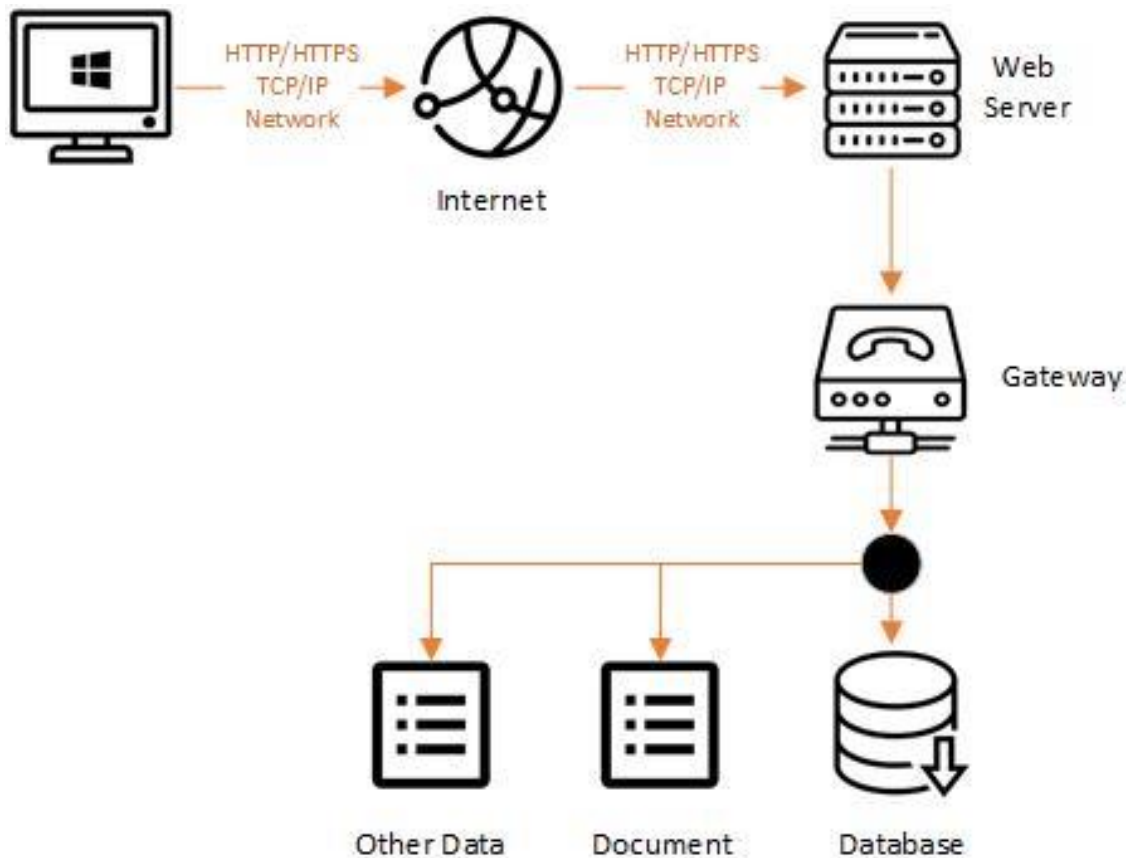 HTTP/HTTPS
TCP/IP
Network
HTTP/HTTPS
TCP/IP
Network
Web
Server
Internet
Gateway
Other Data
Document
Database